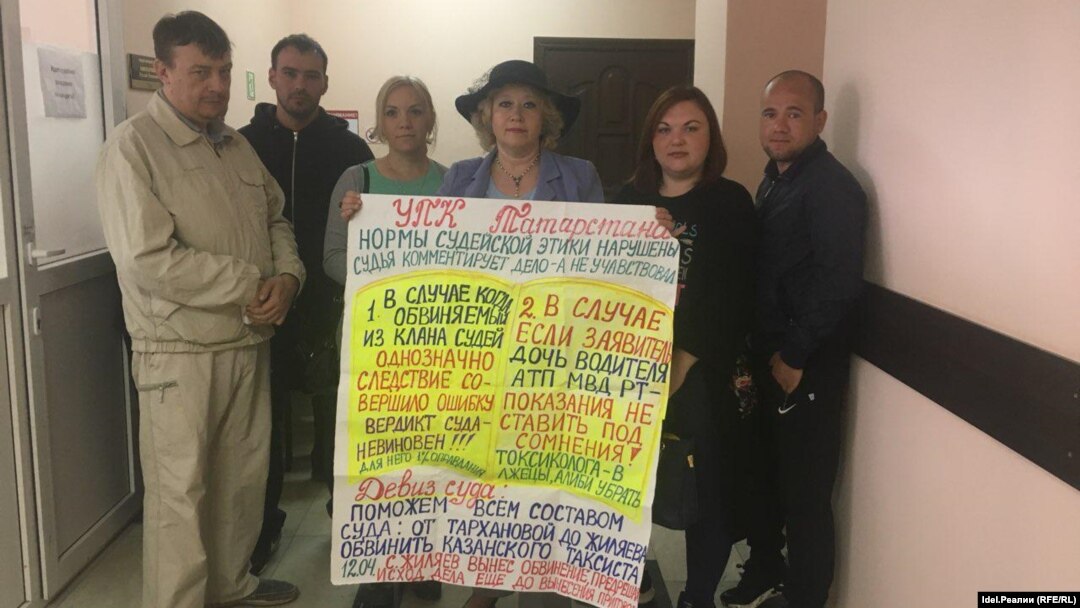 УПК Татарстана
НОРМЫ СУДЕЙСКОЙ ЭТИКИ НАРУШЕНЫ
СУДЬЯ КОММЕНТИРУЕТ ДЕЛО-А НЕ УЧАВСТВОВАЛ
1. В СЛУЧАЕ КОГДА
ОБВИНЯЕМЫЙ
ИЗ КЛАНА СУДЕЙ
ОДНОЗНАЧНО
СЛЕДСТВИЕ СО-
ВЕРШИЛО ОШИБКУ
ВЕРДИКТ СУДА-
НЕВИНОВЕН!!!
ДЛЯ НЕГО 1% ОПРАВДАНИЯ
2. В СЛУЧАЕ
ЕСЛИ ЗАЯВИТЕЛЬ
ДОЧЬ ВОДИТЕЛЯ
АТП МВД РТ-
ПОКАЗАНИЯ НЕ
СТАВИТЬ ПОД
СОМНЕНИЯ!
ТОКСИКОЛОГА-В
ЛЖЕЦЫ, АЛИБИ УБРАТЬ
Девиз суда:
ПОМОЖЕМ ВСЕМ СОСТАВОМ
СУДА: ОТ ТАРХАНОВОЙ ДО ЖИЛЯЕВА
ОБВИНИТЬ КАЗАНСКОГО ТАКСИСТА
12.04. С.ЖИЛЯЕВ ВЫНЕС ОБВИНЕНИЕ, ПРЕДРЕШИВ
ИСХОД ДЕЛА ЕЩЕ ДО ВЫНЕСЕНИЯ ПРИГОВОРА
Idel.Реалии (RFE/RL)